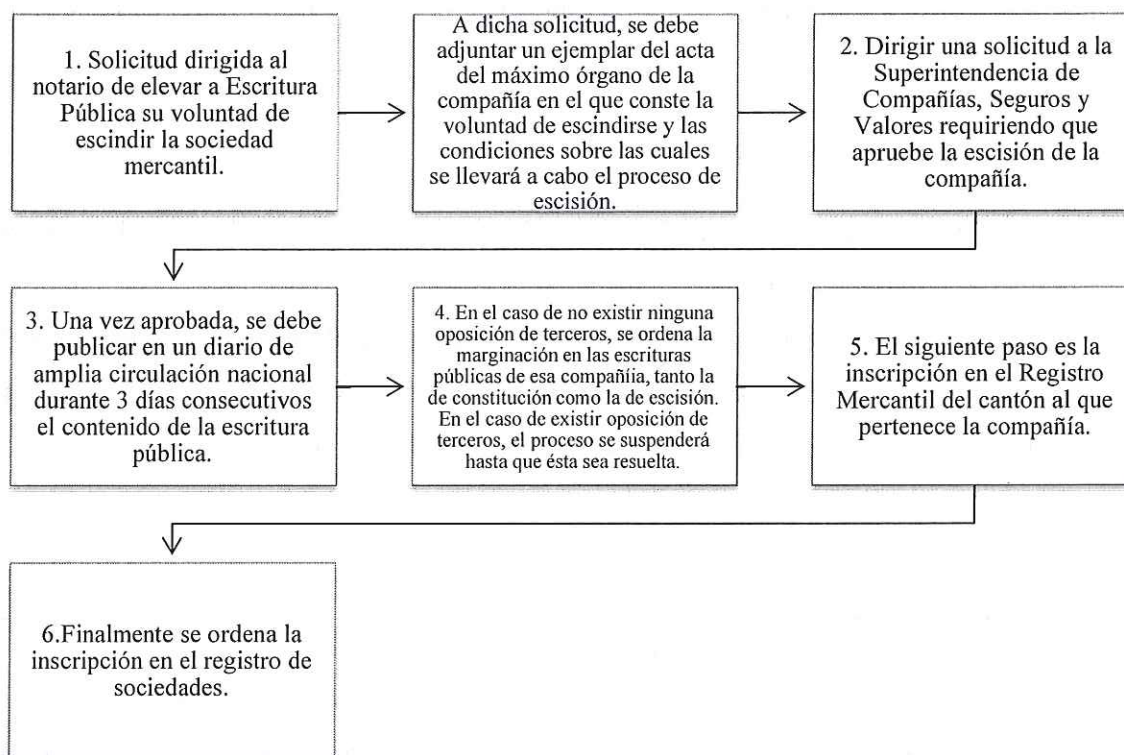 1. Solicitud dirigida al
notario de elevar a Escritura
Pública su voluntad de
escindir la sociedad
mercantil.
A dicha solicitud, se debe
adjuntar un ejemplar del acta
del máximo órgano de la
compañía en el que conste la
voluntad de escindirse y las
condiciones sobre las cuales
se llevará a cabo el proceso de
escisión.
2. Dirigir una solicitud a la
Superintendencia de
Compañías, Seguros y
Valores requiriendo que
apruebe la escisión de la
compañía.
3. Una vez aprobada, se debe
publicar en un diario de
amplia circulación nacional
durante 3 días consecutivos
el contenido de la escritura
pública.
4. En el caso de no existir ninguna
oposición de terceros, se ordena la
marginación en las escrituras
públicas de esa compañíia, tanto la
de constitución como la de escisión.
En el caso de existir oposición de
terceros, el proceso se suspenderá
hasta que ésta sea resuelta.
5. El siguiente paso es la
inscripción en el Registro
Mercantil del cantón al que
pertenece la compañía.
6.Finalmente se ordena la
inscripción en el registro de
sociedades.